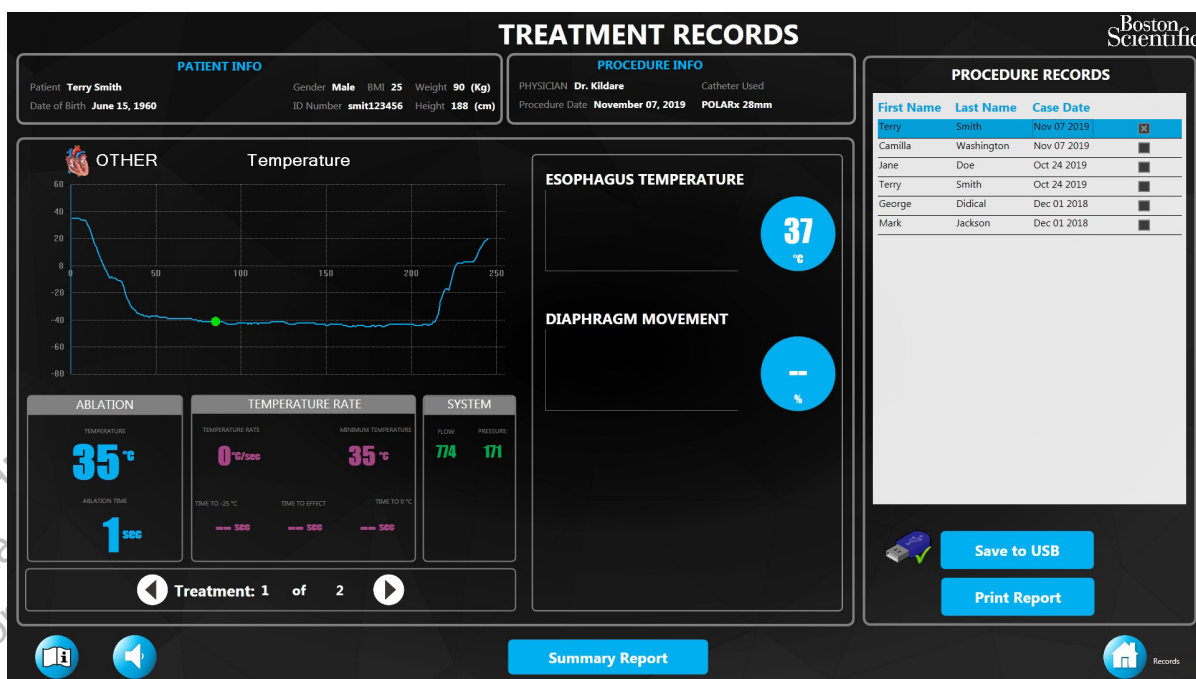 TREATMENT RECORDS
Boston
Scientific
PATIENT INFO
Patient Terry Smith Gender Male BMI 25 Weight 90 (Kg)
Date of Birth June 15, 1960 ID Number smit123456 Height 188 (cm)
PROCEDURE INFO
PHYSICIAN Dr. Kildare Catheter Used
Procedure Date November 07, 2019 POLARx 28mm
OTHER Temperature
60
40
20
0
-20
-40
-60
-80
0 50 100 150 200 250
ABLATION
TEMPERATURE
35 °C
ABLATION TIME
1 sec
TEMPERATURE RATE
TEMPERATURE RATE MINIMUM TEMPERATURE
0 °C/sec 35 °C
TIME TO -25 °C TIME TO EFFECT TIME TO 0 °C
-- sec -- sec -- sec
SYSTEM
FLOW: PRESSURE:
774 171
Treatment: 1 of 2
ESOPHAGUS TEMPERATURE
37
°C
DIAPHRAGM MOVEMENT
--
%
PROCEDURE RECORDS
First Name Last Name Case Date
Terry Smith Nov 07 2019
Camilla Washington Nov 07 2019
Jane Doe Oct 24 2019
Terry Smith Oct 24 2019
George Didical Dec 01 2018
Mark Jackson Dec 01 2018
Save to USB
Print Report
Summary Report
Records